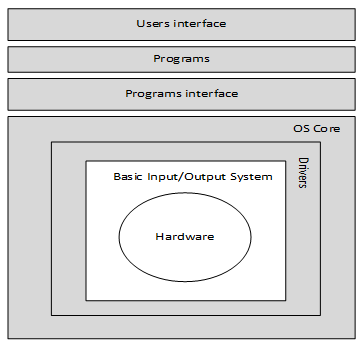 Users interface
Programs
Programs interface
OS Core
Drivers
Basic Input/Output System
Hardware